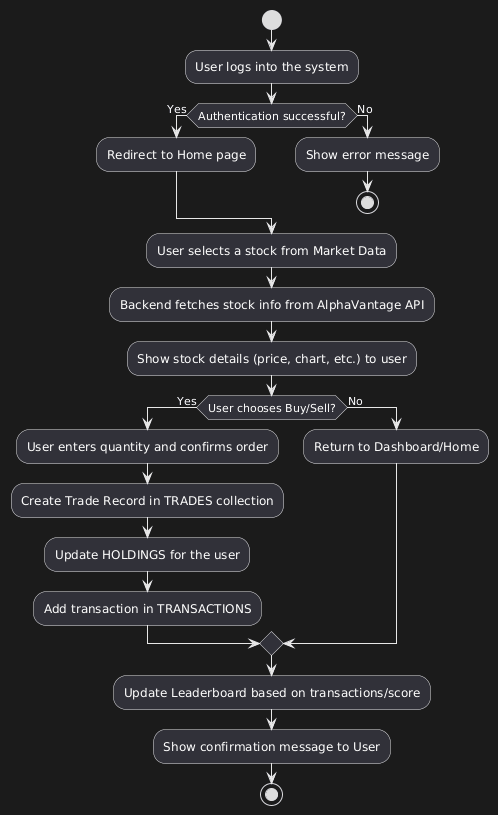 User logs into the system
Yes
Authentication successful?
No
Redirect to Home page
Show error message
User selects a stock from Market Data
Backend fetches stock info from AlphaVantage API
Show stock details (price, chart, etc.) to user
Yes
User chooses Buy/Sell?
No
User enters quantity and confirms order
Return to Dashboard/Home
Create Trade Record in TRADES collection
Update HOLDINGS for the user
Add transaction in TRANSACTIONS
Update Leaderboard based on transactions/score
Show confirmation message to User